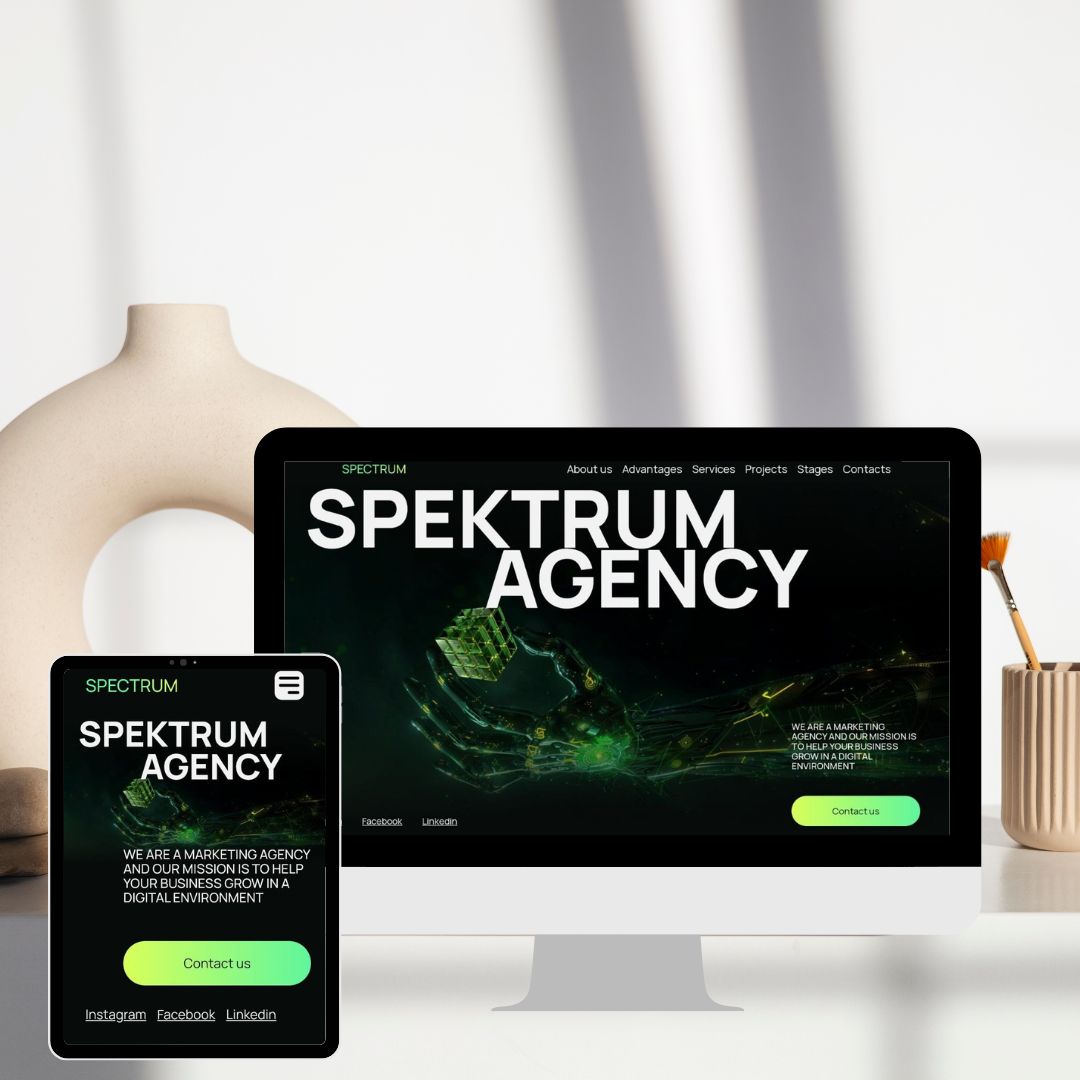 SPECTRUM
About us Advantages Services Projects Stages Contacts
SPEKTRUM
AGENCY
WE ARE A MARKETING
AGENCY AND OUR MISSION IS
TO HELP YOUR BUSINESS
GROW IN A DIGITAL
ENVIRONMENT
Contact us
Facebook Linkedin
SPECTRUM
SPEKTRUM
AGENCY
WE ARE A MARKETING AGENCY
AND OUR MISSION IS TO HELP
YOUR BUSINESS GROW IN A
DIGITAL ENVIRONMENT
Contact us
Instagram Facebook Linkedin